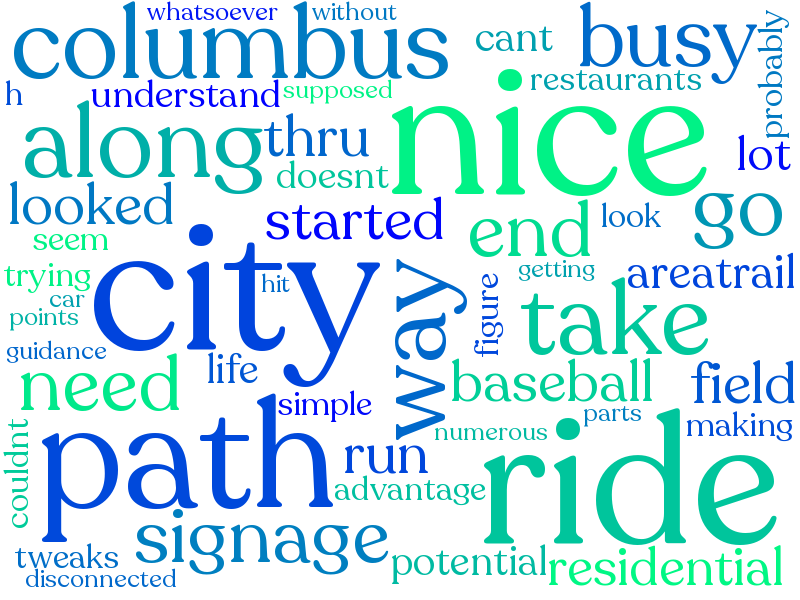 whatsoever
without
columbus
cant
busy
probably
h
understand
supposed
restaurants
along
thru
nice
lot
doesnt
looked
started
end
look
go
seem
city
way
getting
areatrail
trying
hit
figure
take
car
points
guidance
life
need
baseball
field
simple
parts
path
numerous
making
couldnt
run
ride
advantage
signage
tweaks
potential
residential
disconnected